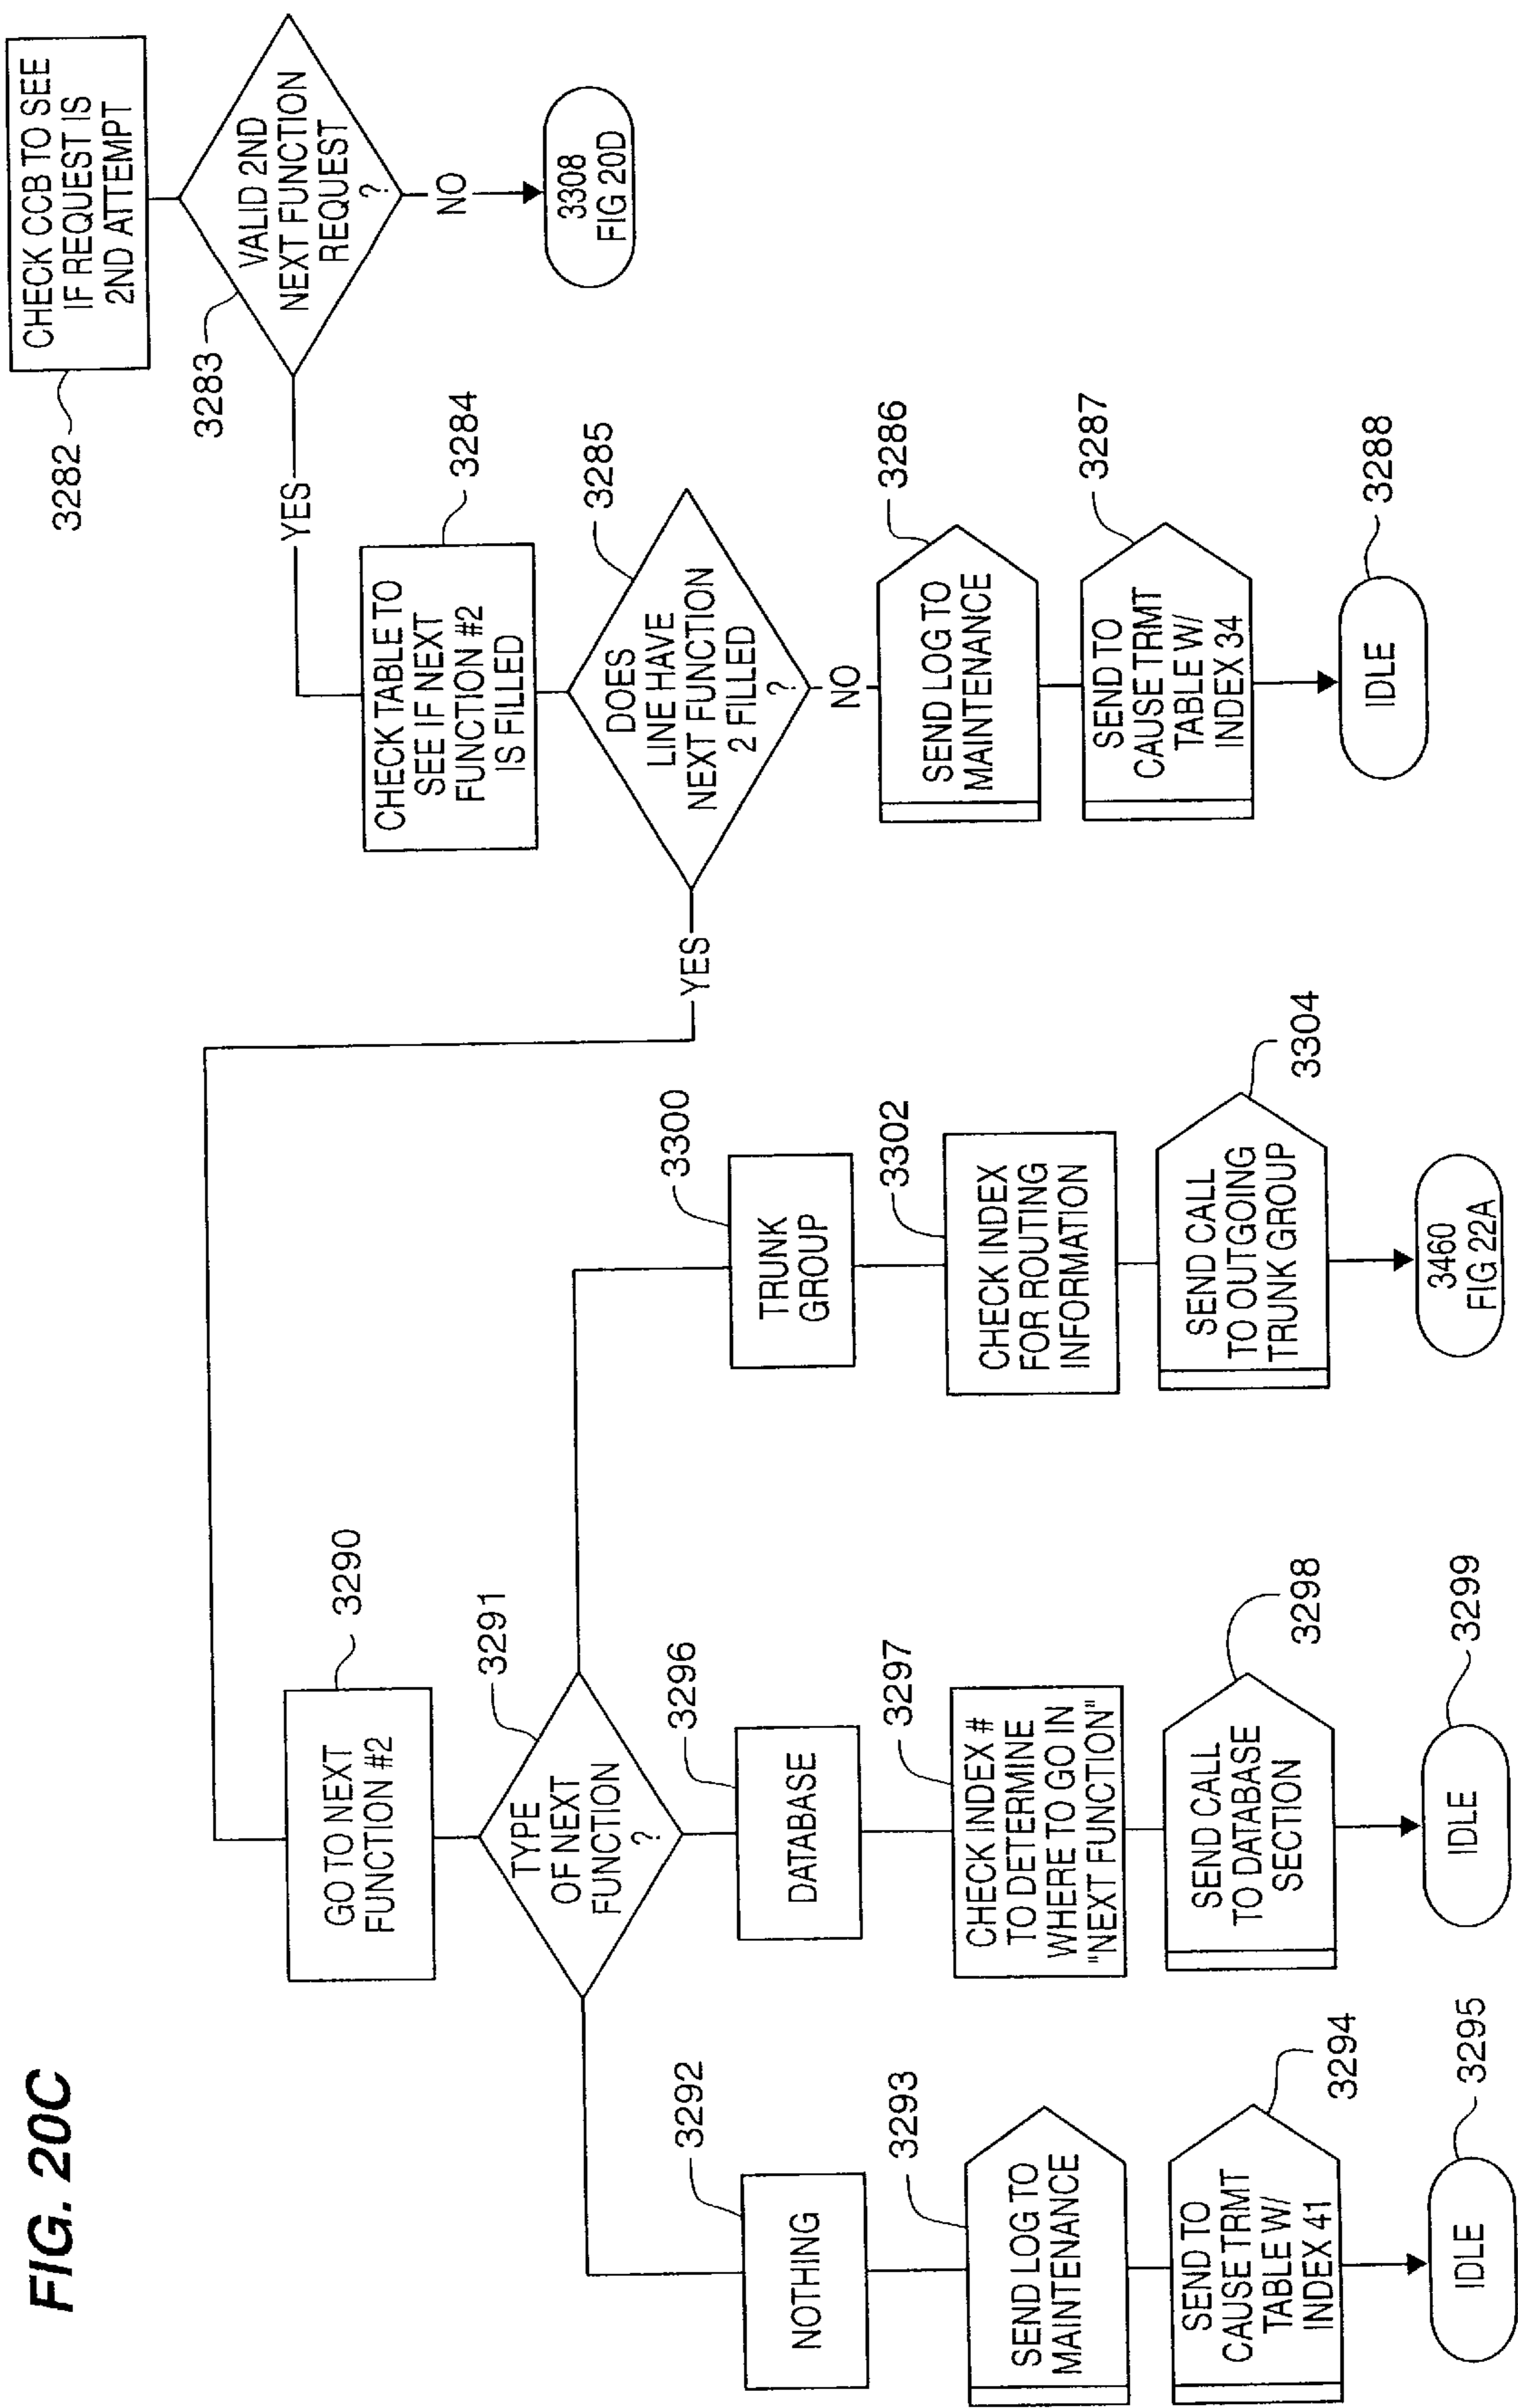 FIG. 20C
CHECK CCB TO SEE
IF REQUEST IS
2ND ATTEMPT
3282
VALID 2ND
NEXT FUNCTION
REQUEST
?
3283
NO
3308
FIG 20D
YES
CHECK TABLE TO
SEE IF NEXT
FUNCTION #2
IS FILLED
3284
DOES
LINE HAVE
NEXT FUNCTION
2 FILLED
?
3285
NO
SEND LOG TO
MAINTENANCE
3286
SEND TO
CAUSE TRMT
TABLE W/
INDEX 34
3287
IDLE
3288
YES
GO TO NEXT
FUNCTION #2
3290
TYPE
OF NEXT
FUNCTION
?
3291
NOTHING
3292
SEND LOG TO
MAINTENANCE
3293
SEND TO
CAUSE TRMT
TABLE W/
INDEX 41
3294
IDLE
3295
DATABASE
3296
CHECK INDEX #
TO DETERMINE
WHERE TO GO IN
"NEXT FUNCTION"
3297
SEND CALL
TO DATABASE
SECTION
3298
IDLE
3299
TRUNK
GROUP
3300
CHECK INDEX
FOR ROUTING
INFORMATION
3302
SEND CALL
TO OUTGOING
TRUNK GROUP
3304
3460
FIG 22A